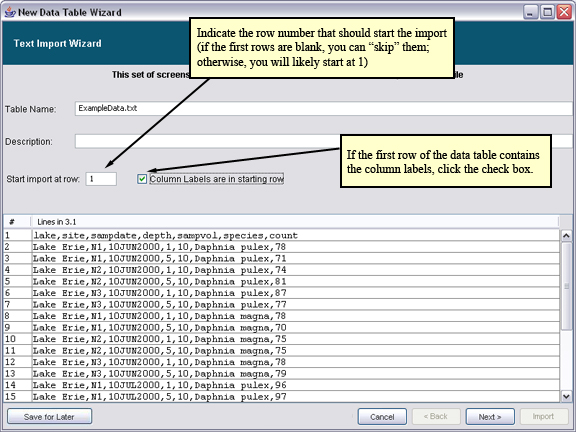 New Data Table Wizard
Text Import Wizard
Indicate the row number that should start the import
(if the first rows are blank, you can “skip” them;
otherwise, you will likely start at 1)
This set of screens
le
Table Name:
ExampleData.txt
Description:
If the first row of the data table contains
the column labels, click the check box.
Start import at row:
1
Column Labels are in starting row
# Lines in 3.1
1 lake,site,sampdate,depth,sampvol,species,count
2 Lake Erie,N1,10JUN2000,1,10,Daphnia pulex,78
3 Lake Erie,N1,10JUN2000,5,10,Daphnia pulex,71
4 Lake Erie,N2,10JUN2000,1,10,Daphnia pulex,74
5 Lake Erie,N2,10JUN2000,5,10,Daphnia pulex,81
6 Lake Erie,N3,10JUN2000,1,10,Daphnia pulex,87
7 Lake Erie,N3,10JUN2000,5,10,Daphnia pulex,77
8 Lake Erie,N1,10JUN2000,1,10,Daphnia magna,78
9 Lake Erie,N1,10JUN2000,5,10,Daphnia magna,70
10 Lake Erie,N2,10JUN2000,1,10,Daphnia magna,75
11 Lake Erie,N2,10JUN2000,5,10,Daphnia magna,75
12 Lake Erie,N3,10JUN2000,1,10,Daphnia magna,78
13 Lake Erie,N3,10JUN2000,5,10,Daphnia magna,79
14 Lake Erie,N1,10JUL2000,1,10,Daphnia pulex,96
15 Lake Erie,N1,10JUL2000,5,10,Daphnia pulex,97
Save for Later
Cancel
< Back
Next >
Import